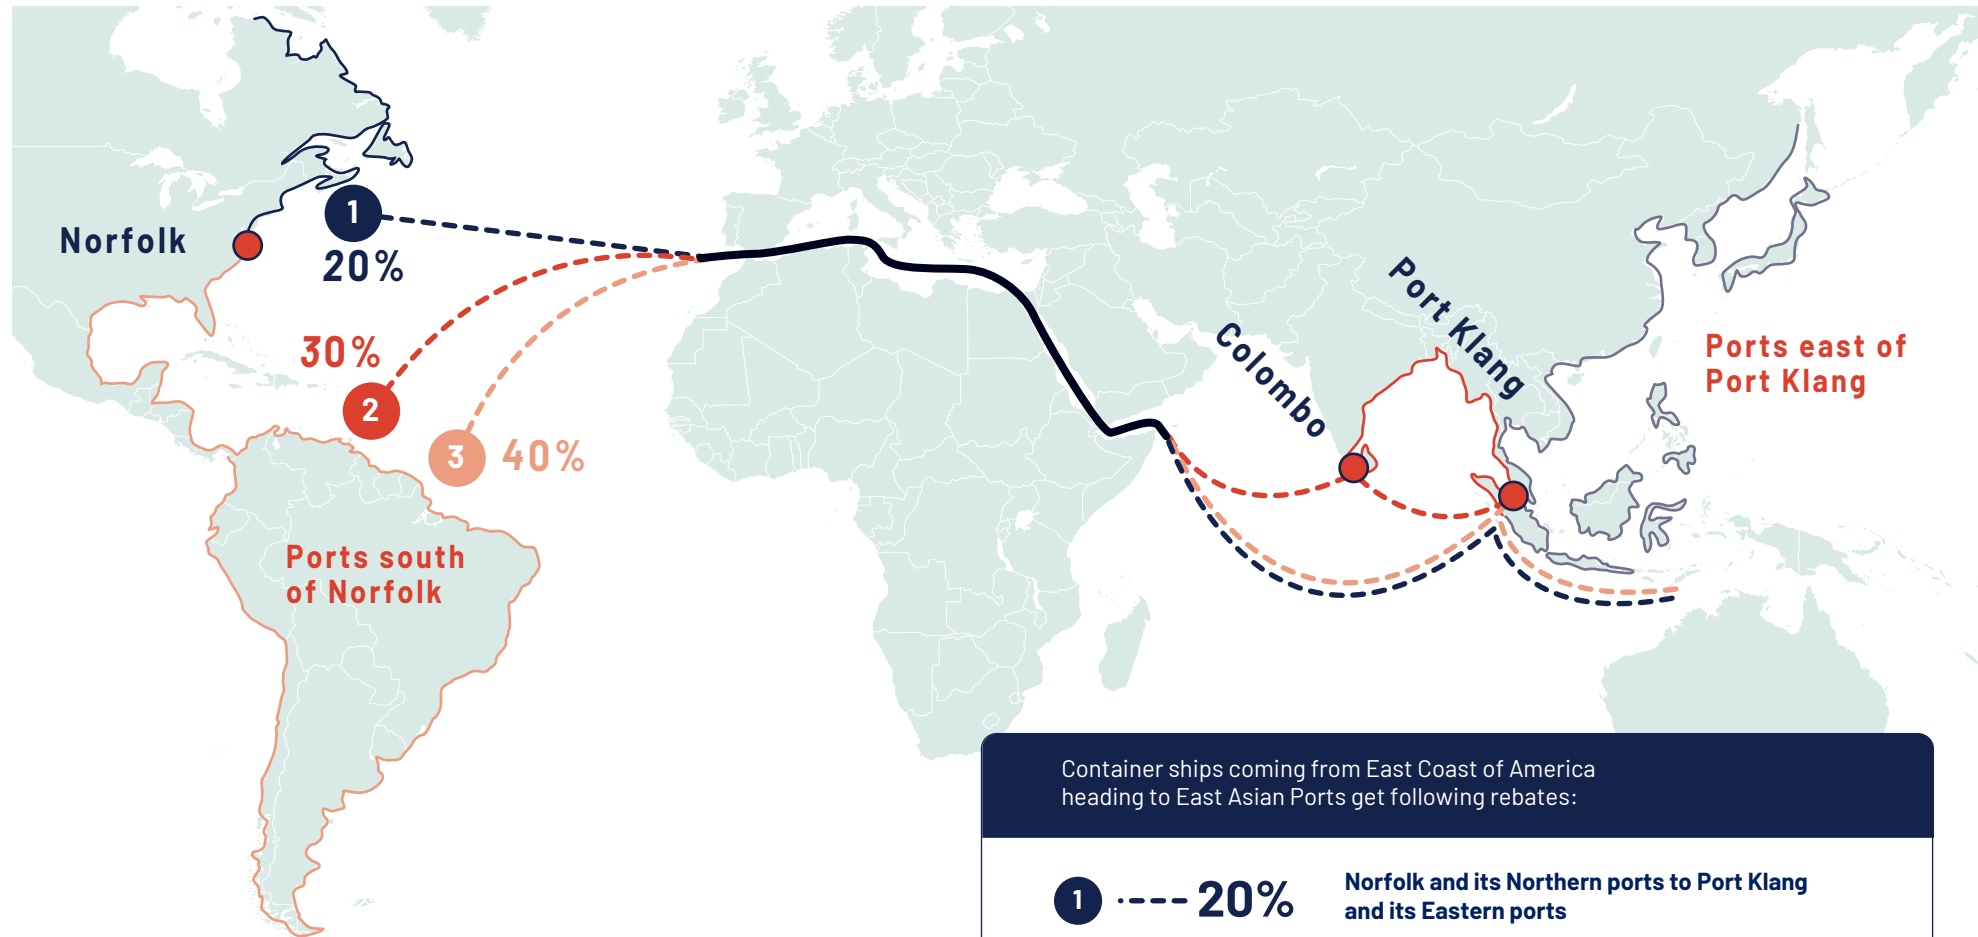 1
Norfolk
20%
30%
2
3
40%
Ports south
of Norfolk
Colombo
Port Klang
Ports east of
Port Klang
Container ships coming from East Coast of America
heading to East Asian Ports get following rebates:
1
20%
Norfolk and its Northern ports to Port Klang
and its Eastern ports